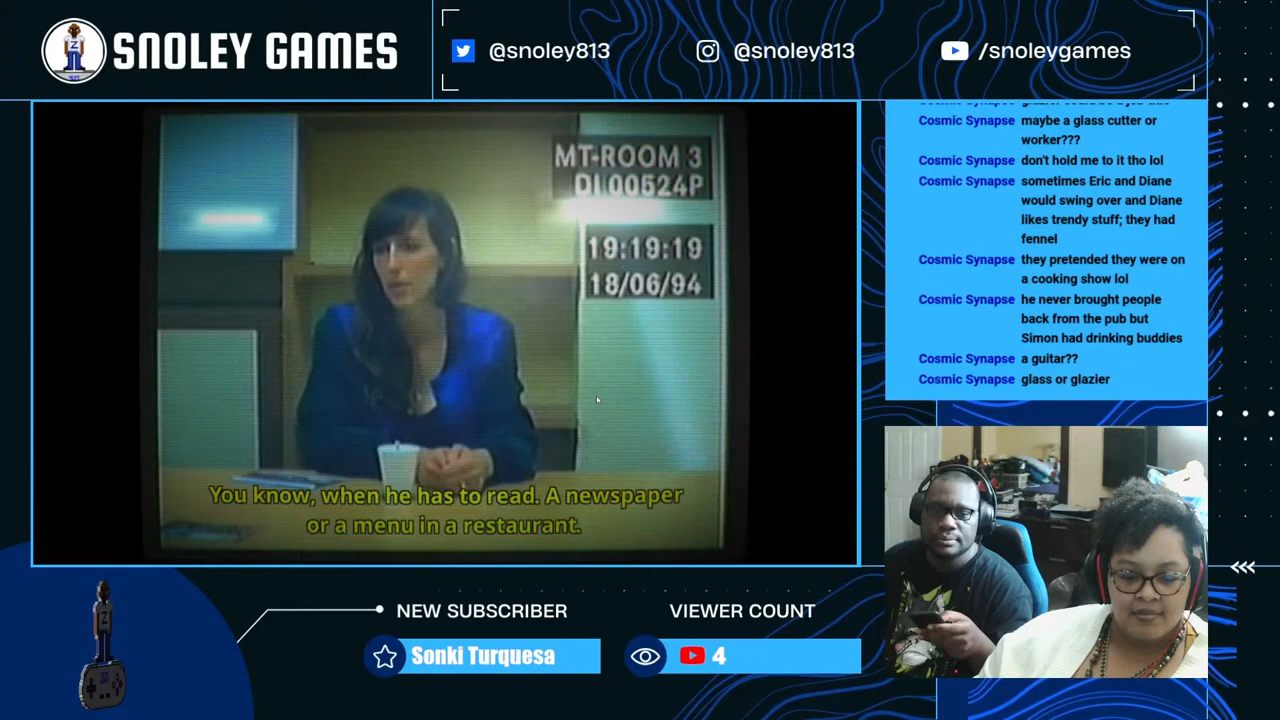 SNOLEY GAMES
@snoley813
@snoley813
/snoleygames
MT-ROOM 3
DI 00524P
19:19:19
18/06/94
You know, when he has to read. A newspaper
or a menu in a restaurant.
Cosmic Synapse maybe a glass cutter or
worker???
Cosmic Synapse don't hold me to it tho lol
Cosmic Synapse sometimes Eric and Diane
would swing over and Diane
likes trendy stuff; they had
fennel
Cosmic Synapse they pretended they were
on a cooking show lol
Cosmic Synapse he never brought people
back from the pub but
Simon had drinking buddies
Cosmic Synapse a guitar??
Cosmic Synapse glass or glazier
NEW SUBSCRIBER
Sonki Turquesa
VIEWER COUNT
4